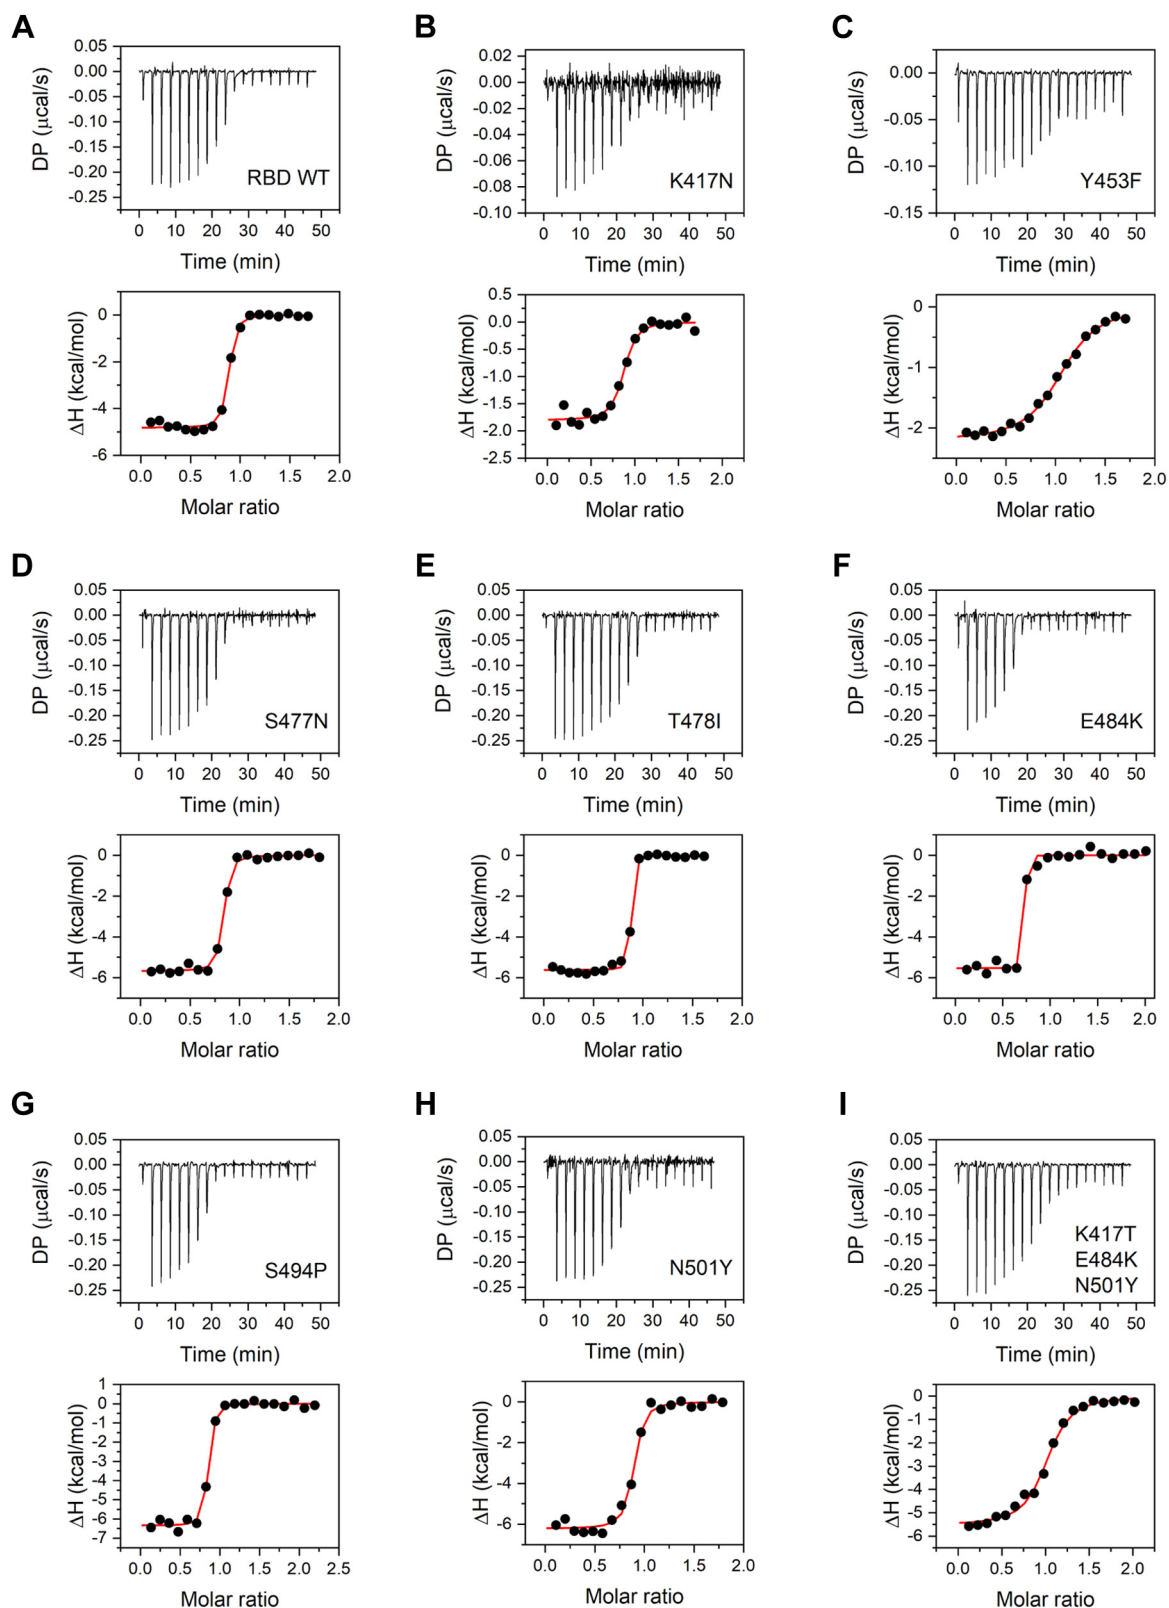 A
0.05
0.00
-0.05
-0.10
-0.15
-0.20
-0.25
DP (μcal/s)
RBD WT
0 10 20 30 40 50
Time (min)
0
-2
-4
-6
ΔH (kcal/mol)
0.0 0.5 1.0 1.5 2.0
Molar ratio
B
0.02
0.00
-0.02
-0.04
-0.06
-0.08
-0.10
DP (μcal/s)
K417N
0 10 20 30 40 50
Time (min)
0.5
0.0
-0.5
-1.0
-1.5
-2.0
-2.5
ΔH (kcal/mol)
0.0 0.5 1.0 1.5 2.0
Molar ratio
C
0.00
-0.05
-0.10
-0.15
DP (μcal/s)
Y453F
0 10 20 30 40 50
Time (min)
0
-1
-2
ΔH (kcal/mol)
0.0 0.5 1.0 1.5 2.0
Molar ratio
D
0.05
0.00
-0.05
-0.10
-0.15
-0.20
-0.25
DP (μcal/s)
S477N
0 10 20 30 40 50
Time (min)
0
-2
-4
-6
ΔH (kcal/mol)
0.0 0.5 1.0 1.5 2.0
Molar ratio
E
0.05
0.00
-0.05
-0.10
-0.15
-0.20
-0.25
DP (μcal/s)
T478I
0 10 20 30 40 50
Time (min)
0
-2
-4
-6
ΔH (kcal/mol)
0.0 0.5 1.0 1.5 2.0
Molar ratio
F
0.05
0.00
-0.05
-0.10
-0.15
-0.20
-0.25
DP (μcal/s)
E484K
0 10 20 30 40 50
Time (min)
0
-2
-4
-6
ΔH (kcal/mol)
0.0 0.5 1.0 1.5 2.0
Molar ratio
G
0.05
0.00
-0.05
-0.10
-0.15
-0.20
-0.25
DP (μcal/s)
S494P
0 10 20 30 40 50
Time (min)
1
0
-1
-2
-3
-4
-5
-6
-7
ΔH (kcal/mol)
0.0 0.5 1.0 1.5 2.0 2.5
Molar ratio
H
0.05
0.00
-0.05
-0.10
-0.15
-0.20
-0.25
DP (μcal/s)
N501Y
0 10 20 30 40 50
Time (min)
0
-2
-4
-6
ΔH (kcal/mol)
0.0 0.5 1.0 1.5 2.0
Molar ratio
I
0.05
0.00
-0.05
-0.10
-0.15
-0.20
-0.25
DP (μcal/s)
K417T
E484K
N501Y
0 10 20 30 40 50
Time (min)
0
-1
-2
-3
-4
-5
-6
ΔH (kcal/mol)
0.0 0.5 1.0 1.5 2.0
Molar ratio